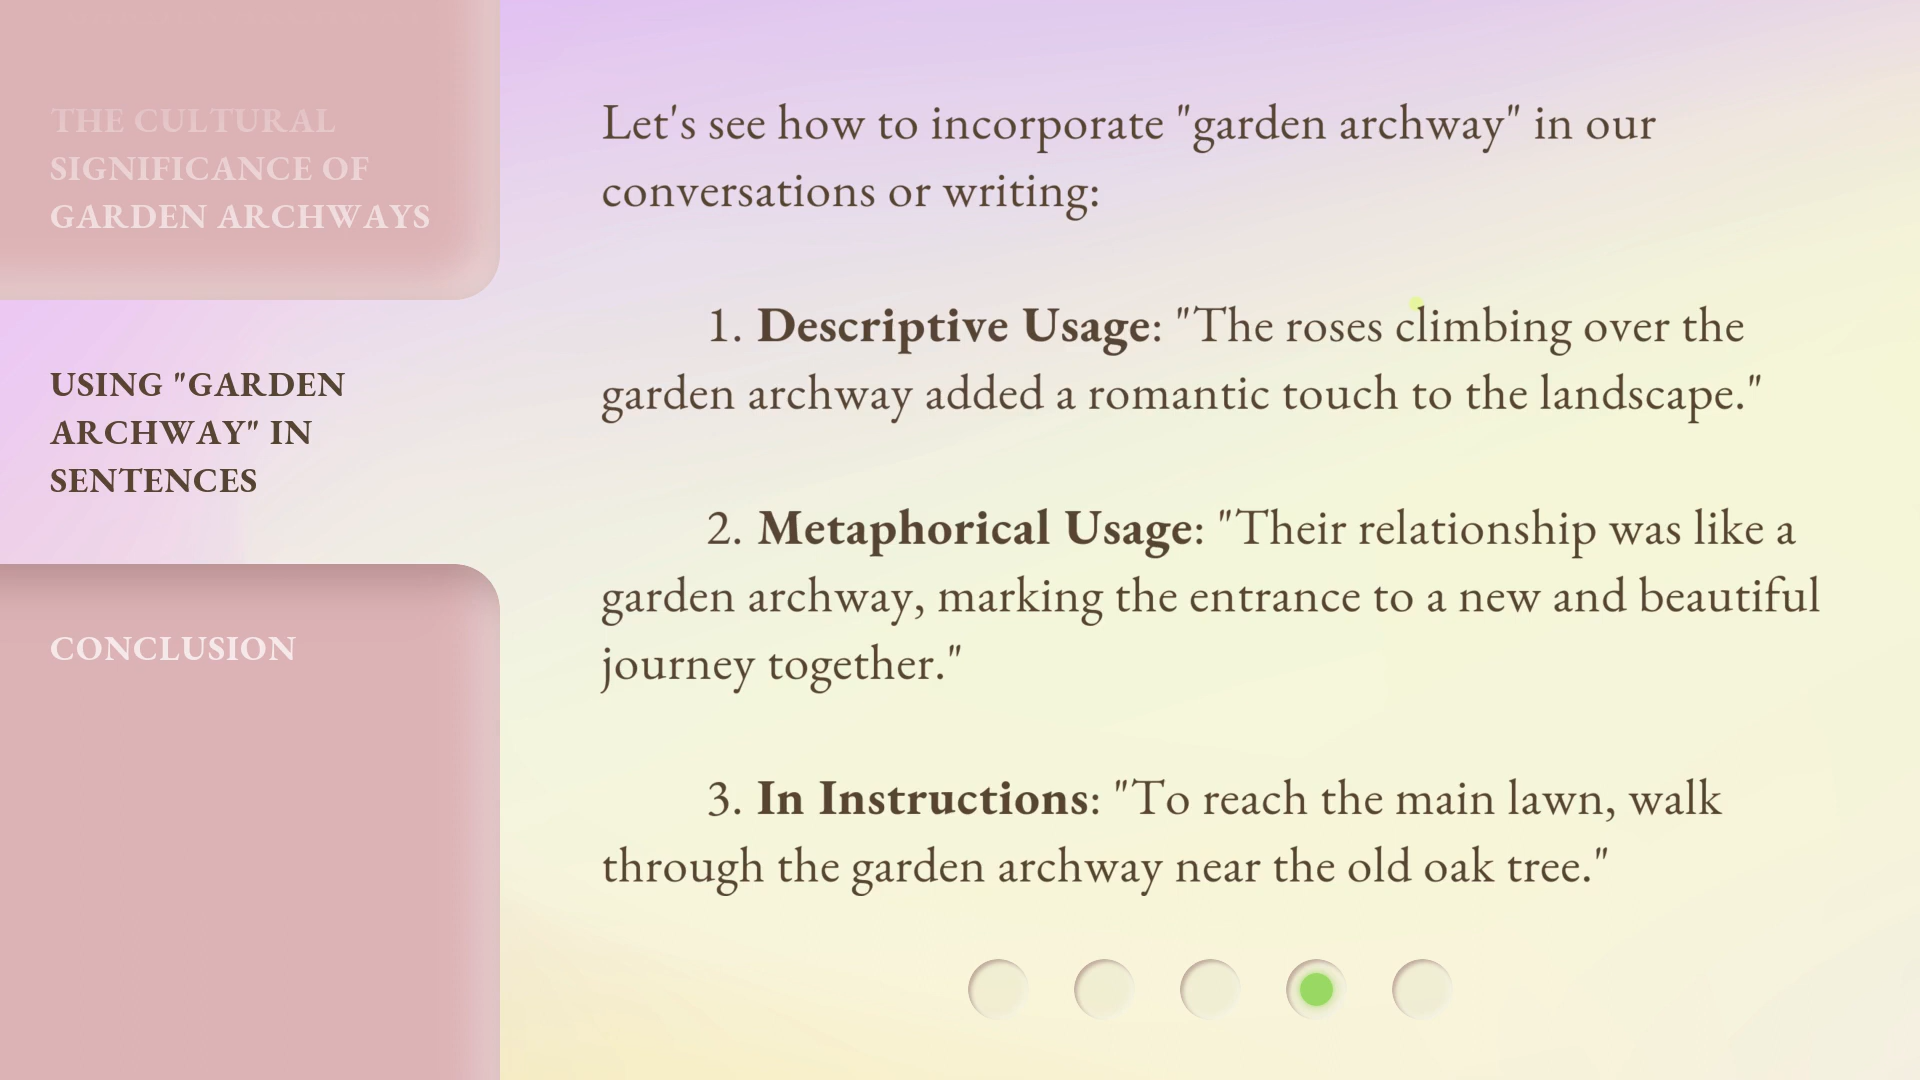 THE CULTURAL
SIGNIFICANCE OF
GARDEN ARCHWAYS
USING "GARDEN
ARCHWAY" IN
SENTENCES
CONCLUSION
Let's see how to incorporate "garden archway" in our
conversations or writing:
1. Descriptive Usage: "The roses climbing over the
garden archway added a romantic touch to the landscape."
2. Metaphorical Usage: "Their relationship was like a
garden archway, marking the entrance to a new and beautiful
journey together."
3. In Instructions: "To reach the main lawn, walk
through the garden archway near the old oak tree."